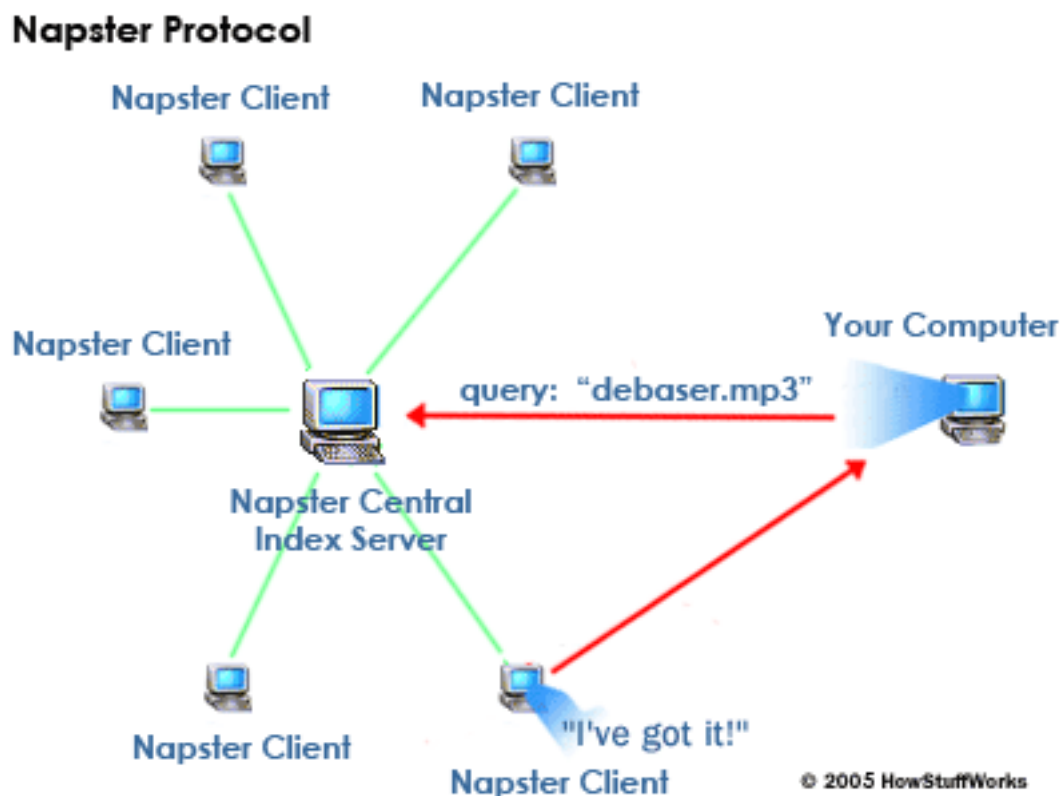 Napster Protocol
Napster Client
Napster Client
Napster Client
Your Computer
query: “debaser.mp3”
Napster Central
Index Server
Napster Client
"I've got it!"
Napster Client
© 2005 HowStuffWorks